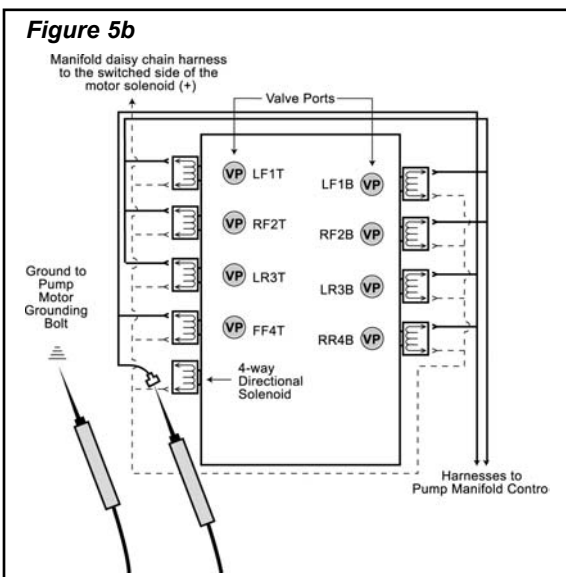 Figure 5b
Manifold daisy chain harness
to the switched side of the
motor solenoid (+)
Valve Ports
VP LF1T
LF1B VP
VP RF2T
RF2B VP
VP LR3T
LR3B VP
VP FF4T
RR4B VP
Ground to
Pump
Motor
Grounding
Bolt
4-way
Directional
Solenoid
Harnesses to
Pump Manifold Contro